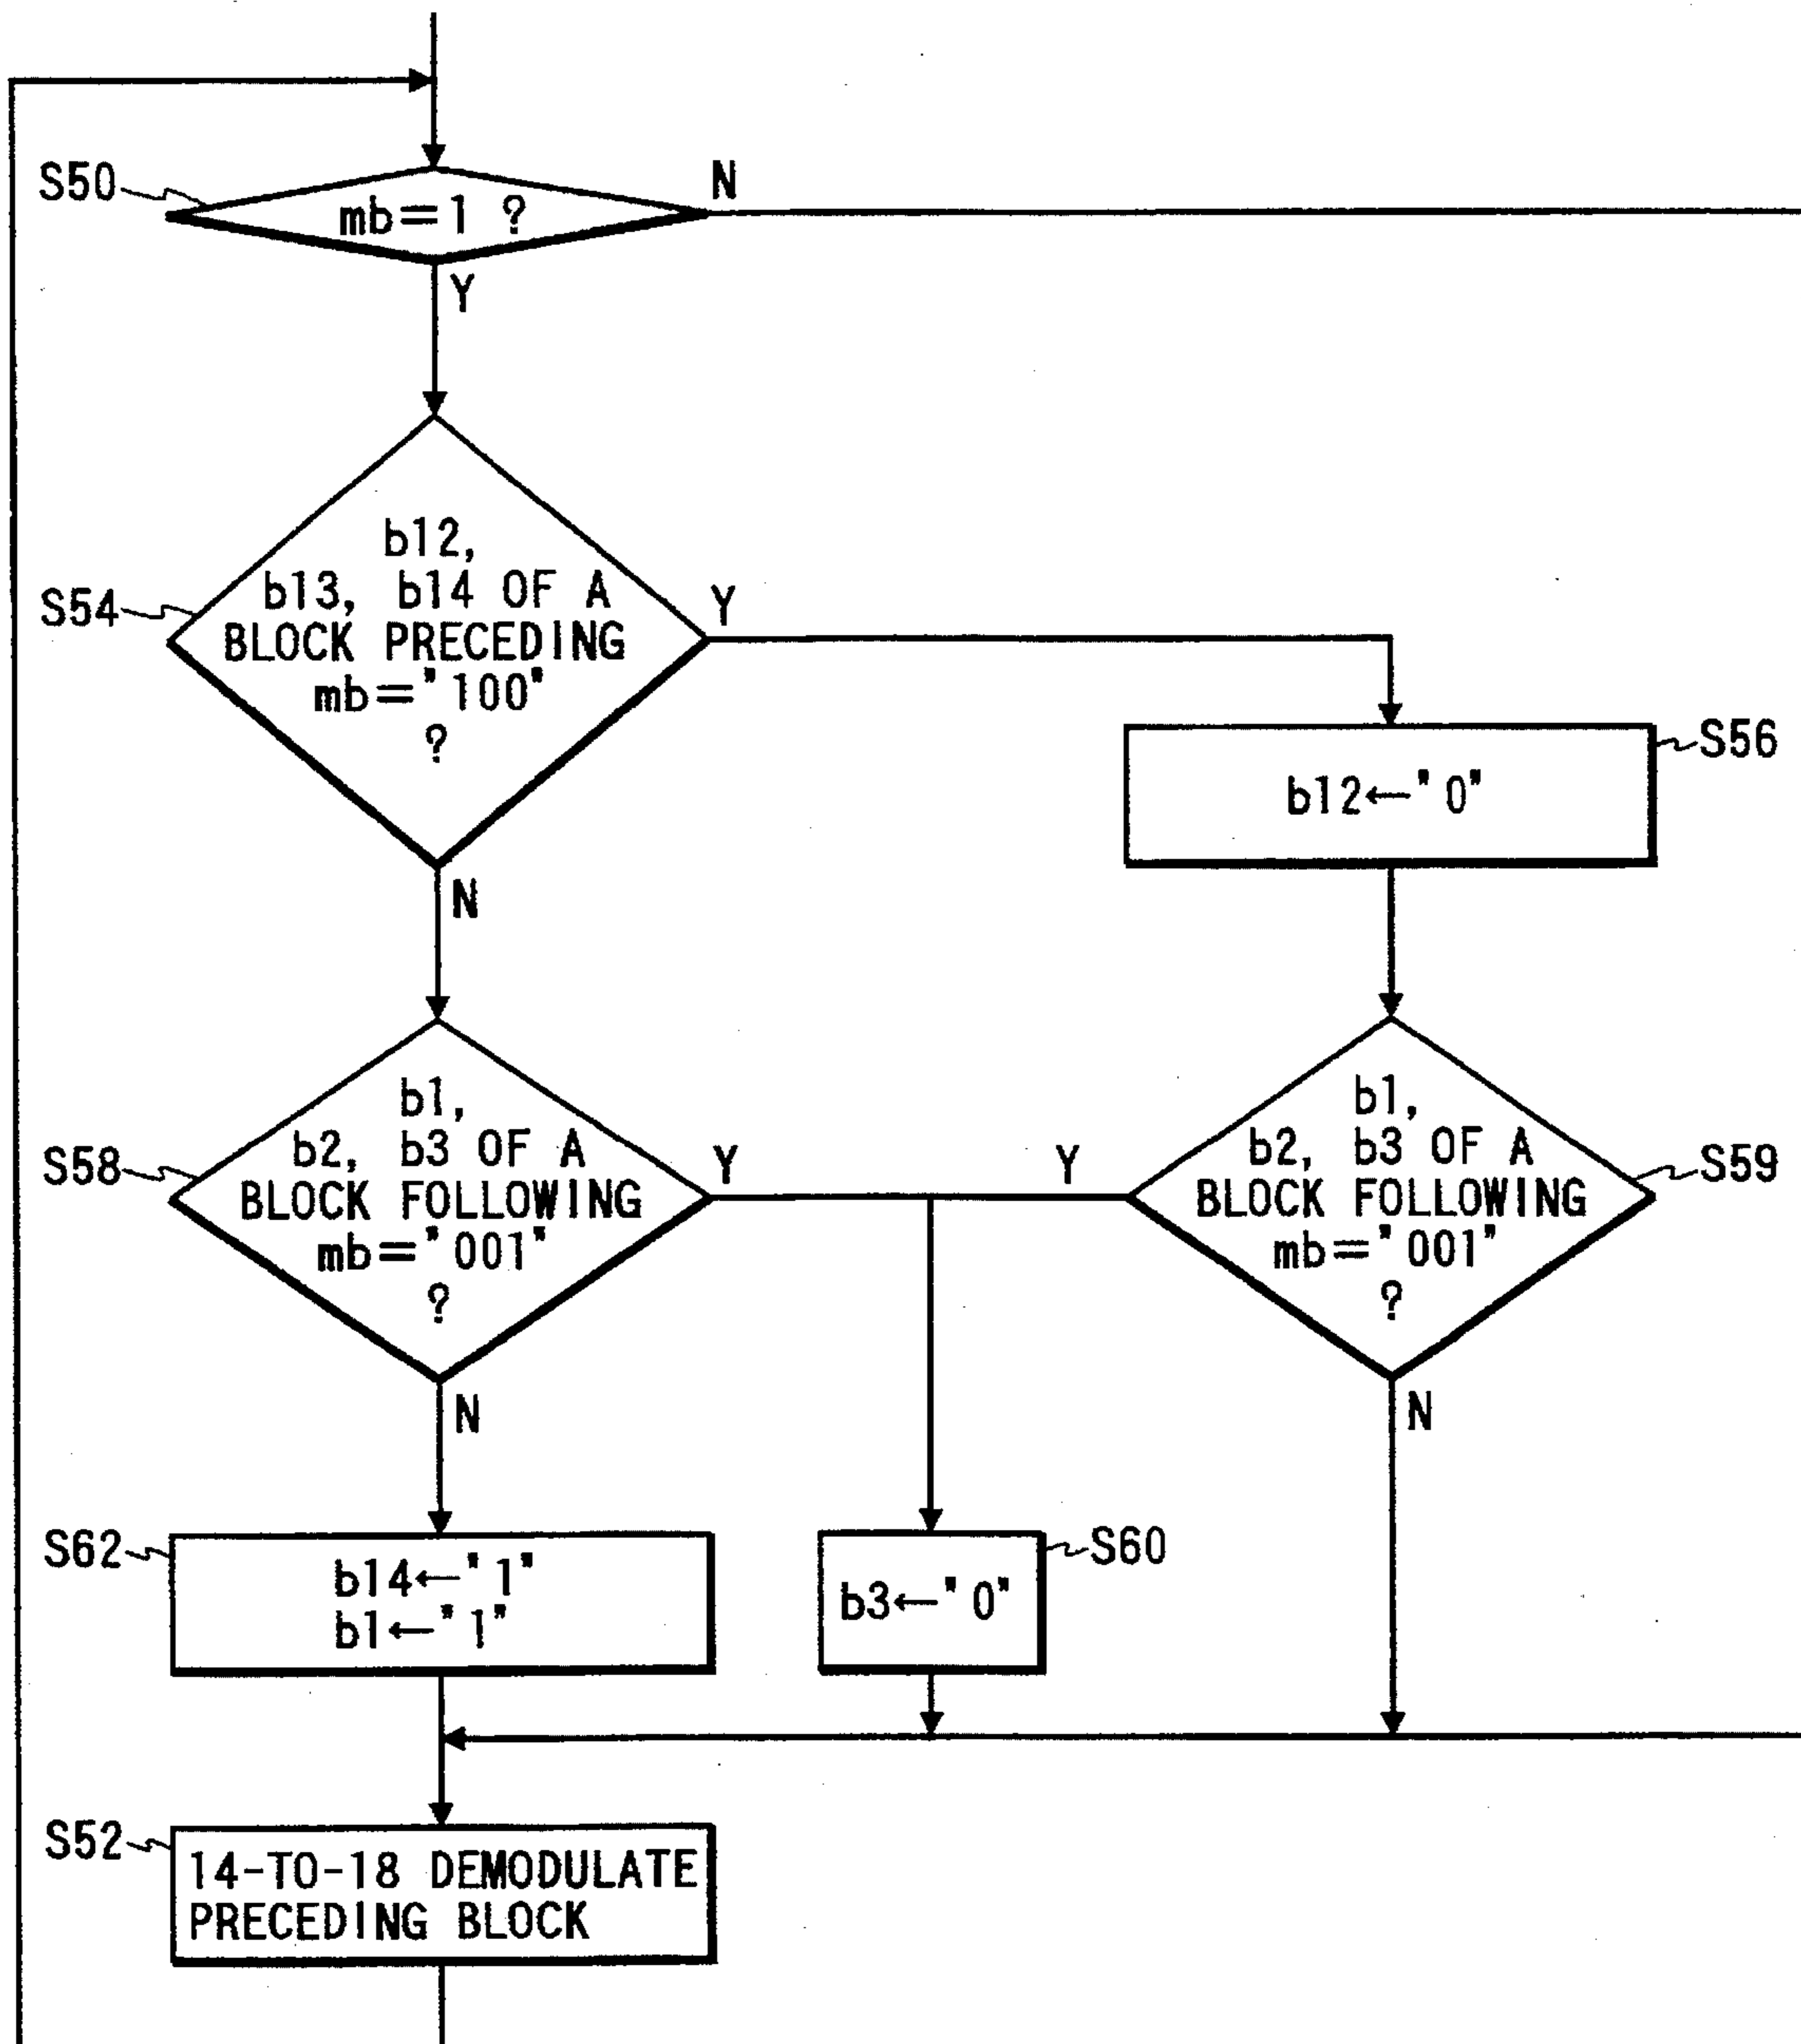 S50
mb=1 ?
N
Y
S54
b12,
b13, b14 OF A
BLOCK PRECEDING
mb="100"
?
Y
N
S56
b12←"0"
S58
b1,
b2, b3 OF A
BLOCK FOLLOWING
mb="001"
?
Y
N
S59
b1,
b2, b3 OF A
BLOCK FOLLOWING
mb="001"
?
Y
N
S62
b14←"1"
b1←"1"
S60
b3←"0"
S52
14-TO-18 DEMODULATE
PRECEDING BLOCK